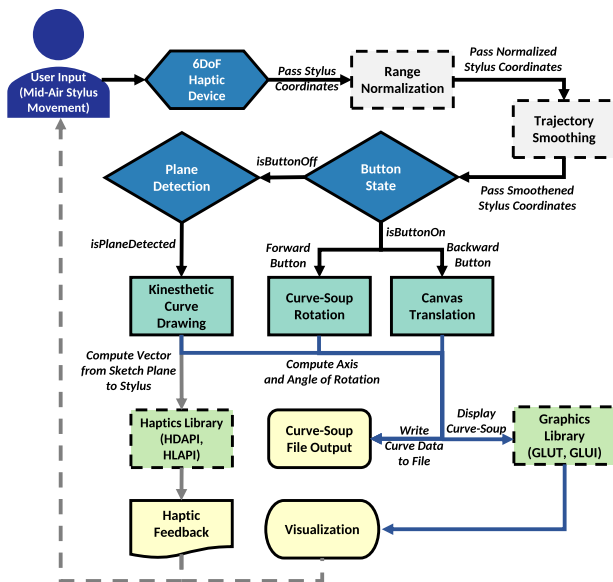 User Input
(Mid-Air Stylus
Movement)
6DoF
Haptic
Device
Pass Stylus
Coordinates
Range
Normalization
Pass Normalized
Stylus Coordinates
Trajectory
Smoothing
Pass Smoothened
Stylus Coordinates
Button
State
isButtonOff
Plane
Detection
isPlaneDetected
isButtonOn
Forward
Button
Backward
Button
Kinesthetic
Curve
Drawing
Curve-Soup
Rotation
Canvas
Translation
Compute Vector
from Sketch Plane
to Stylus
Compute Axis
and Angle of Rotation
Haptics Library
(HDAPI,
HLAPI)
Curve-Soup
File Output
Write
Curve Data
to File
Display
Curve-Soup
Graphics
Library
(GLUT, GLUI)
Haptic
Feedback
Visualization